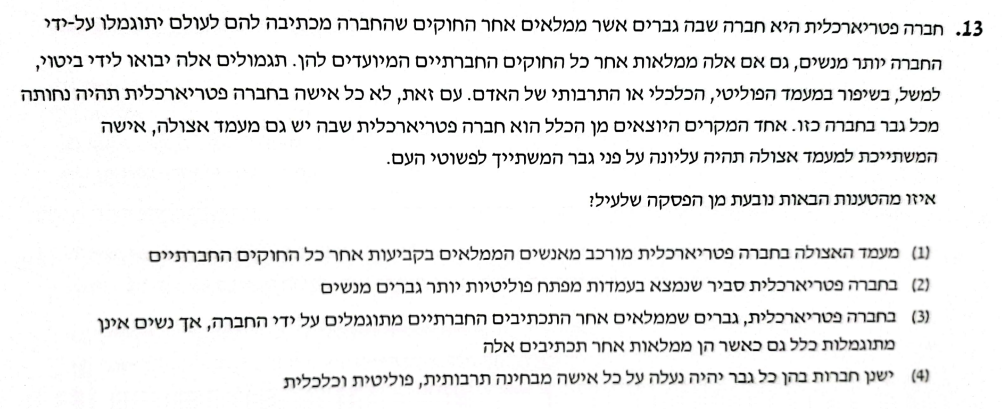 13. חברה פטריארכלית היא חברה שבה גברים אשר ממלאים אחר החוקים שהחברה מכתיבה להם לעולם יתוגמלו על-ידי
החברה יותר מנשים, גם אם אלה ממלאות אחר כל החוקים החברתיים המיועדים להן. תגמולים אלה יבואו לידי ביטוי,
למשל, בשיפור במעמד הפוליטי, הכלכלי או התרבותי של האדם. עם זאת, לא כל אישה בחברה פטריארכלית תהיה נחותה
מכל גבר בחברה כזו. אחד המקרים היוצאים מן הכלל הוא חברה פטריארכלית שבה יש גם מעמד אצולה, אישה
המשתייכת למעמד אצולה תהיה עליונה על פני גבר המשתייך לפשוטי העם.
איזו מהטענות הבאות נובעת מן הפסקה שלעיל?
(1) מעמד האצולה בחברה פטריארכלית מורכב מאנשים הממלאים בקביעות אחר כל החוקים החברתיים
(2) בחברה פטריארכלית סביר שנמצא בעמדות מפתח פוליטיות יותר גברים מנשים
(3) בחברה פטריארכלית, גברים שממלאים אחר התכתיבים החברתיים מתוגמלים על ידי החברה, אך נשים אינן
מתוגמלות כלל גם כאשר הן ממלאות אחר תכתיבים אלה
(4) ישנן חברות בהן כל גבר יהיה נעלה על כל אישה מבחינה תרבותית, פוליטית וכלכלית